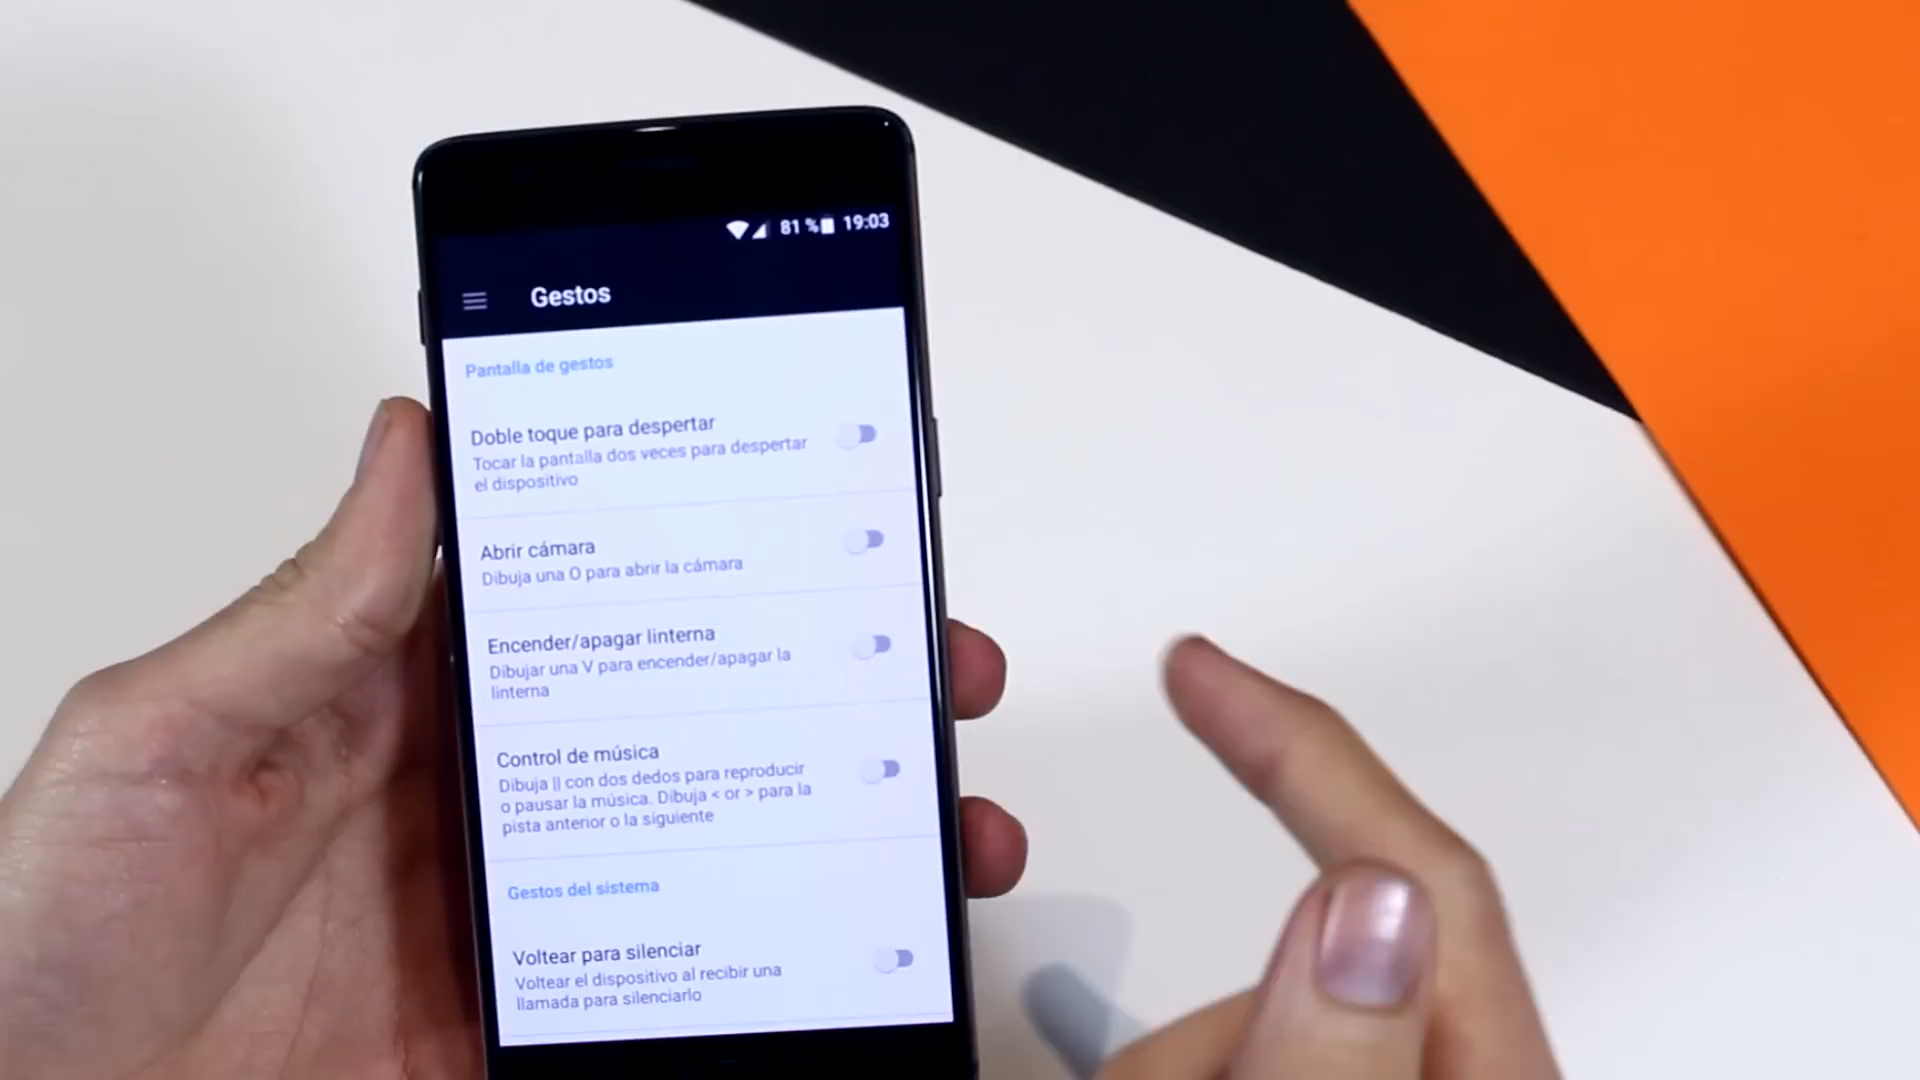 81 % 19:03
Gestos
Pantalla de gestos
Doble toque para despertar
Tocar la pantalla dos veces para despertar
el dispositivo
Abrir cámara
Dibuja una O para abrir la cámara
Encender/apagar linterna
Dibujar una V para encender/apagar la
linterna
Control de música
Dibuja || con dos dedos para reproducir
o pausar la música. Dibuja < or > para la
pista anterior o la siguiente
Gestos del sistema
Voltear para silenciar
Voltear el dispositivo al recibir una
llamada para silenciarlo